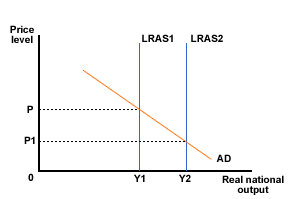 Price
level
LRAS1
LRAS2
P
P1
AD
0
Y1
Y2
Real national
output